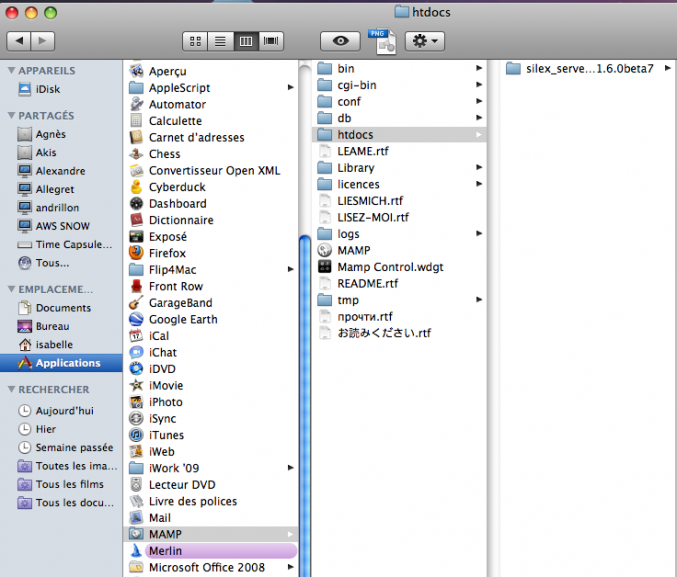 htdocs
PNG
APPAREILS
iDisk
PARTAGÉS
Agnès
Akis
Alexandre
Allegret
andrillon
AWS SNOW
Time Capsule...
Tous...
EMPLACEME...
Documents
Bureau
isabelle
Applications
RECHERCHER
Aujourd'hui
Hier
Semaine passée
Toutes les ima...
Tous les films
Tous les docu...
Aperçu
AppleScript
Automator
Calculette
Carnet d'adresses
Chess
Convertisseur Open XML
Cyberduck
Dashboard
Dictionnaire
Exposé
Firefox
Flip4Mac
Front Row
GarageBand
Google Earth
iCal
iChat
iDVD
iMovie
iPhoto
iSync
iTunes
iWeb
iWork '09
Lecteur DVD
Livre des polices
Mail
MAMP
Merlin
Microsoft Office 2008
bin
cgi-bin
conf
db
htdocs
LEAME.rtf
Library
licences
LIESMICH.rtf
LISEZ-MOI.rtf
logs
MAMP
Mamp Control.wdgt
README.rtf
tmp
прочти.rtf
お読みください.rtf
silex_serve...1.6.0beta7